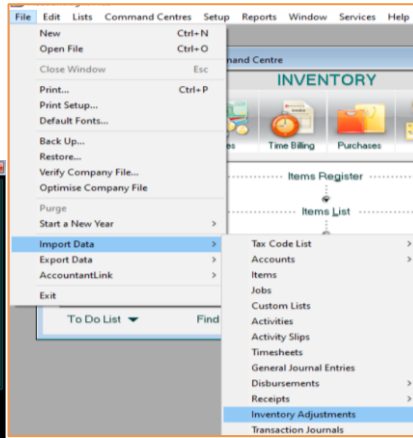 File Edit Lists Command Centres Setup Reports Window Services Help
New Ctrl+N
Open File Ctrl+O
Close Window Esc
Print... Ctrl+P
Print Setup...
Default Fonts...
Back Up...
Restore...
Verify Company File...
Optimise Company File
Purge
Start a New Year >
Import Data >
Export Data >
AccountantLink >
Exit
and Centre
INVENTORY
Time Billing Purchases
Items Register
Items List
To Do List Find
Tax Code List >
Accounts >
Items
Jobs
Custom Lists
Activities
Activity Slips
Timesheets
General Journal Entries
Disbursements >
Receipts >
Inventory Adjustments
Transaction Journals